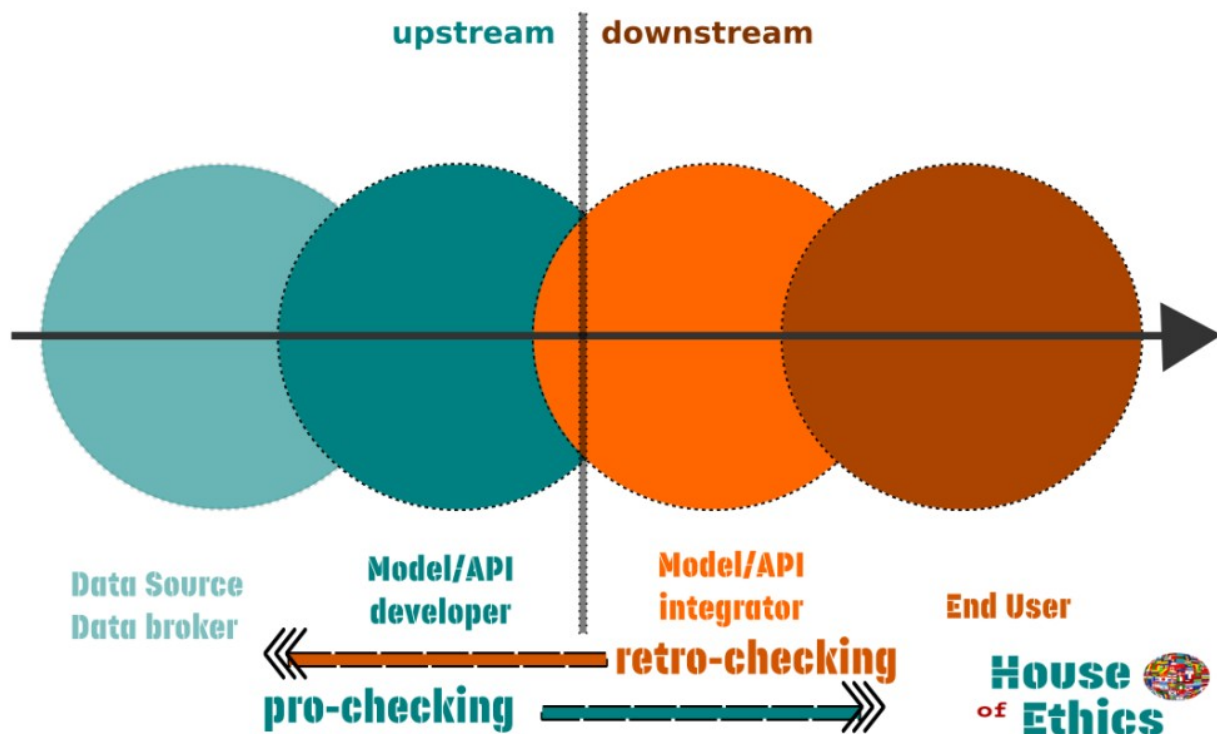 upstream
downstream
Data Source
Data broker
Model/API
developer
Model/API
integrator
End User
retro-checking
pro-checking
House
of Ethics